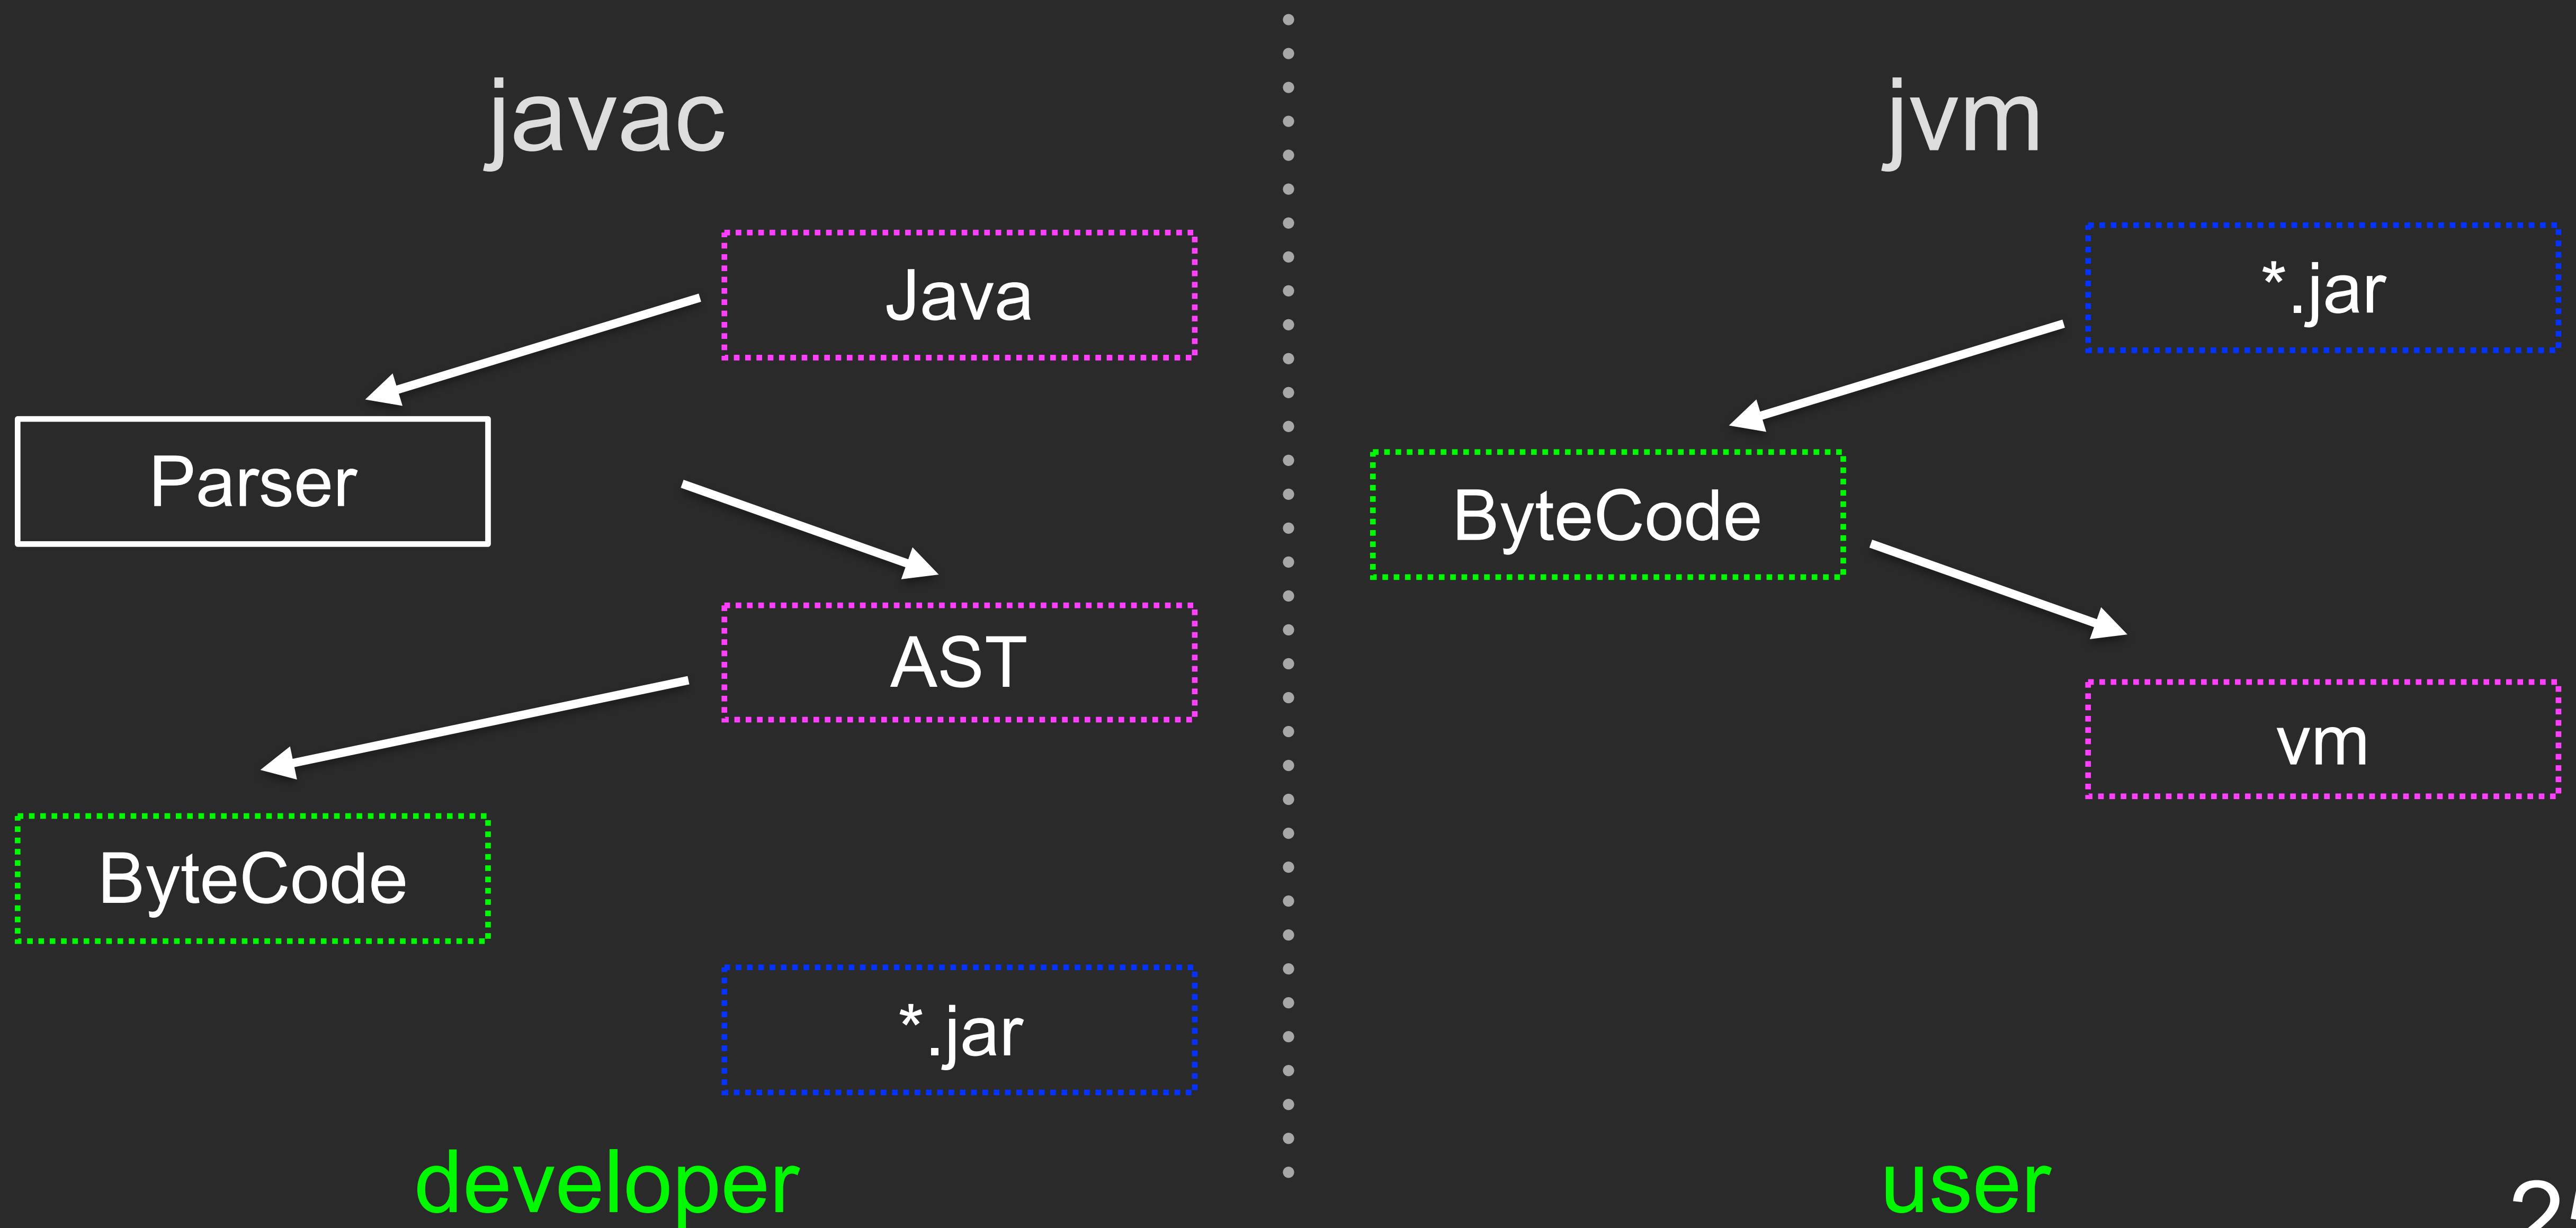 javac
Java
Parser
AST
ByteCode
*.jar
developer
jvm
*.jar
ByteCode
vm
user